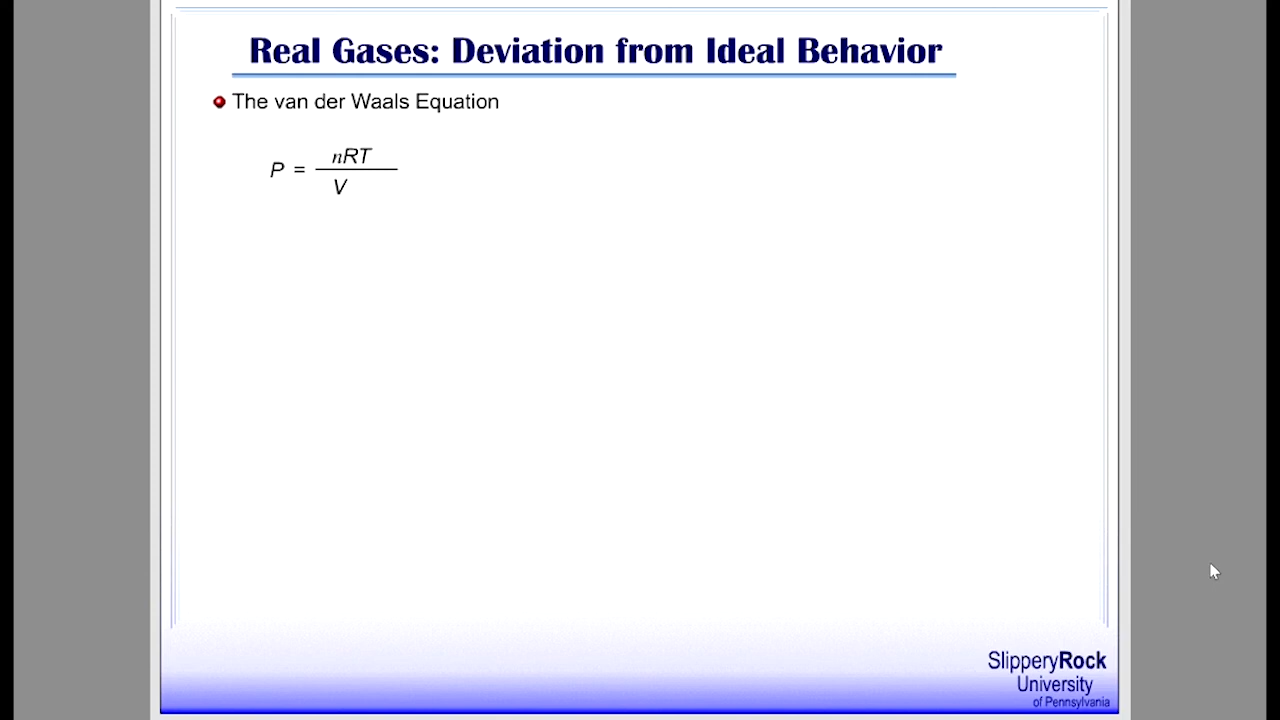 Real Gases: Deviation from Ideal Behavior
The van der Waals Equation
P = nRT
V
SlipperyRock
University
of Pennsylvania